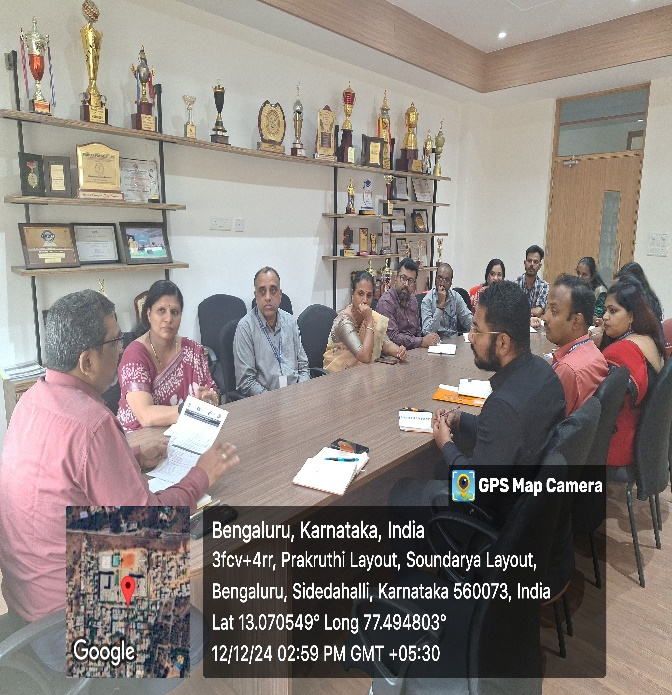 GPS Map Camera
Bengaluru, Karnataka, India
3fcv+4rr, Prakruthi Layout, Soundarya Layout,
Bengaluru, Sidedahalli, Karnataka 560073, India
Lat 13.070549° Long 77.494803°
12/12/24 02:59 PM GMT +05:30
Google